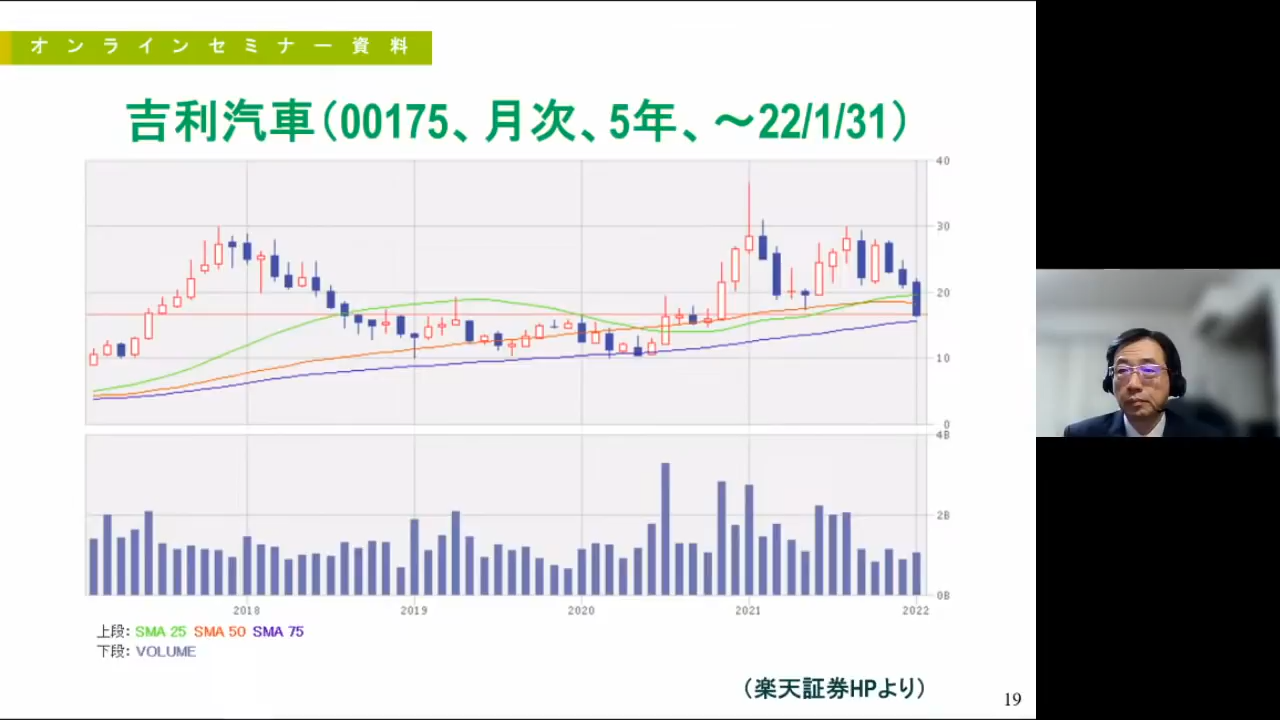 オンラインセミナー資料
吉利汽車（00175、月次、5年、～22/1/31）
40
30
20
10
0
4B
2B
0B
2018 2019 2020 2021 2022
上段: SMA 25 SMA 50 SMA 75
下段: VOLUME
（楽天証券HPより）
19